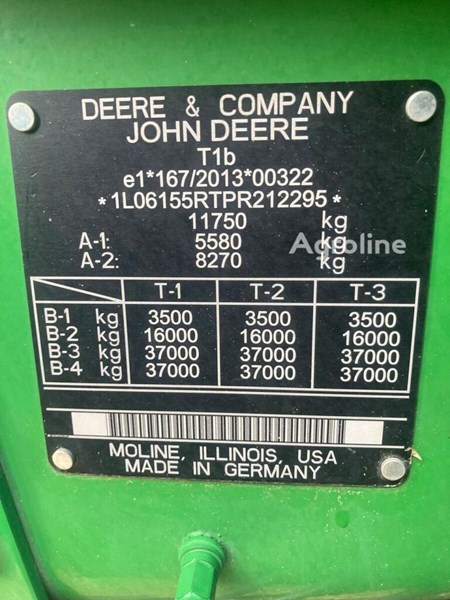 DEERE & COMPANY
JOHN DEERE
T1b
e1*167/2013*00322
*1L06155RTPR212295*
11750 kg
A-1: 5580 kg
A-2: 8270 kg
Agroline
T-1 T-2 T-3
B-1 kg 3500 3500 3500
B-2 kg 16000 16000 16000
B-3 kg 37000 37000 37000
B-4 kg 37000 37000 37000
MOLINE, ILLINOIS, USA
MADE IN GERMANY